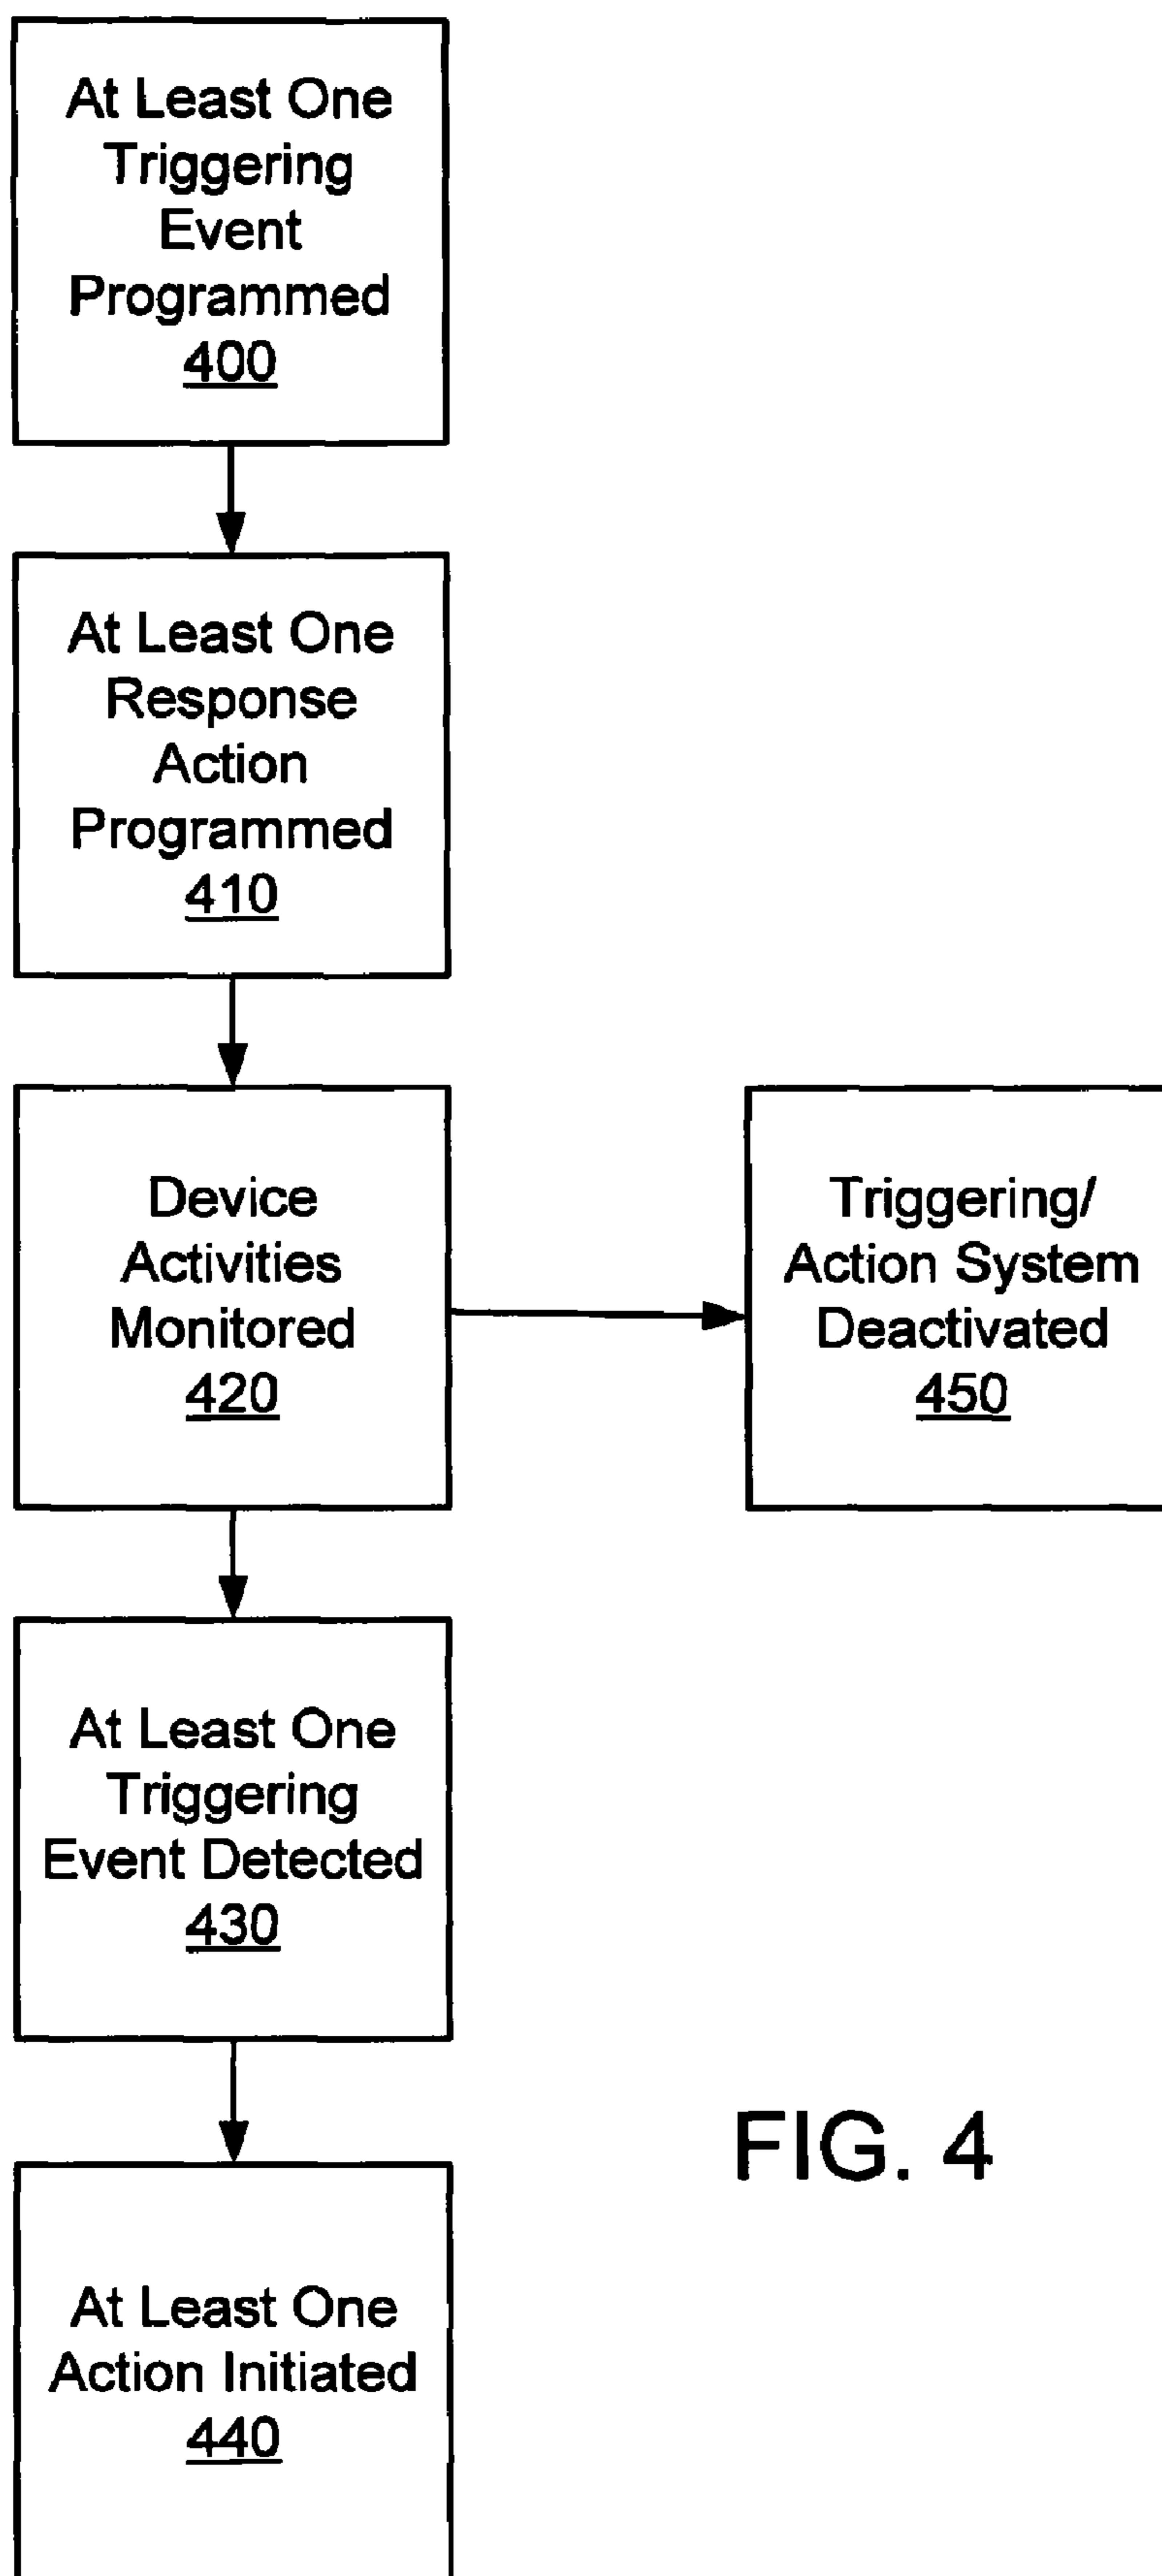 At Least One
Triggering
Event
Programmed
400
At Least One
Response
Action
Programmed
410
Device
Activities
Monitored
420
Triggering/
Action System
Deactivated
450
At Least One
Triggering
Event Detected
430
At Least One
Action Initiated
440
FIG. 4